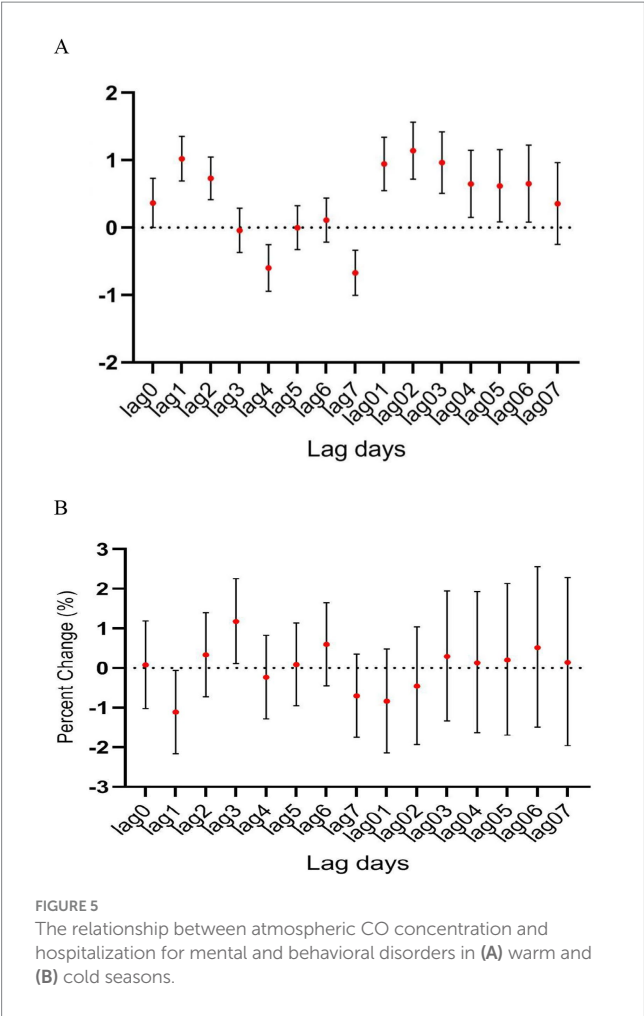 A
2
1
0
-1
-2
lag0 lag1 lag2 lag3 lag4 lag5 lag6 lag7 lag01 lag02 lag03 lag04 lag05 lag06 lag07
Lag days
B
Percent Change (%)
3
2
1
0
-1
-2
-3
lag0 lag1 lag2 lag3 lag4 lag5 lag6 lag7 lag01 lag02 lag03 lag04 lag05 lag06 lag07
Lag days
FIGURE 5
The relationship between atmospheric CO concentration and
hospitalization for mental and behavioral disorders in (A) warm and
(B) cold seasons.